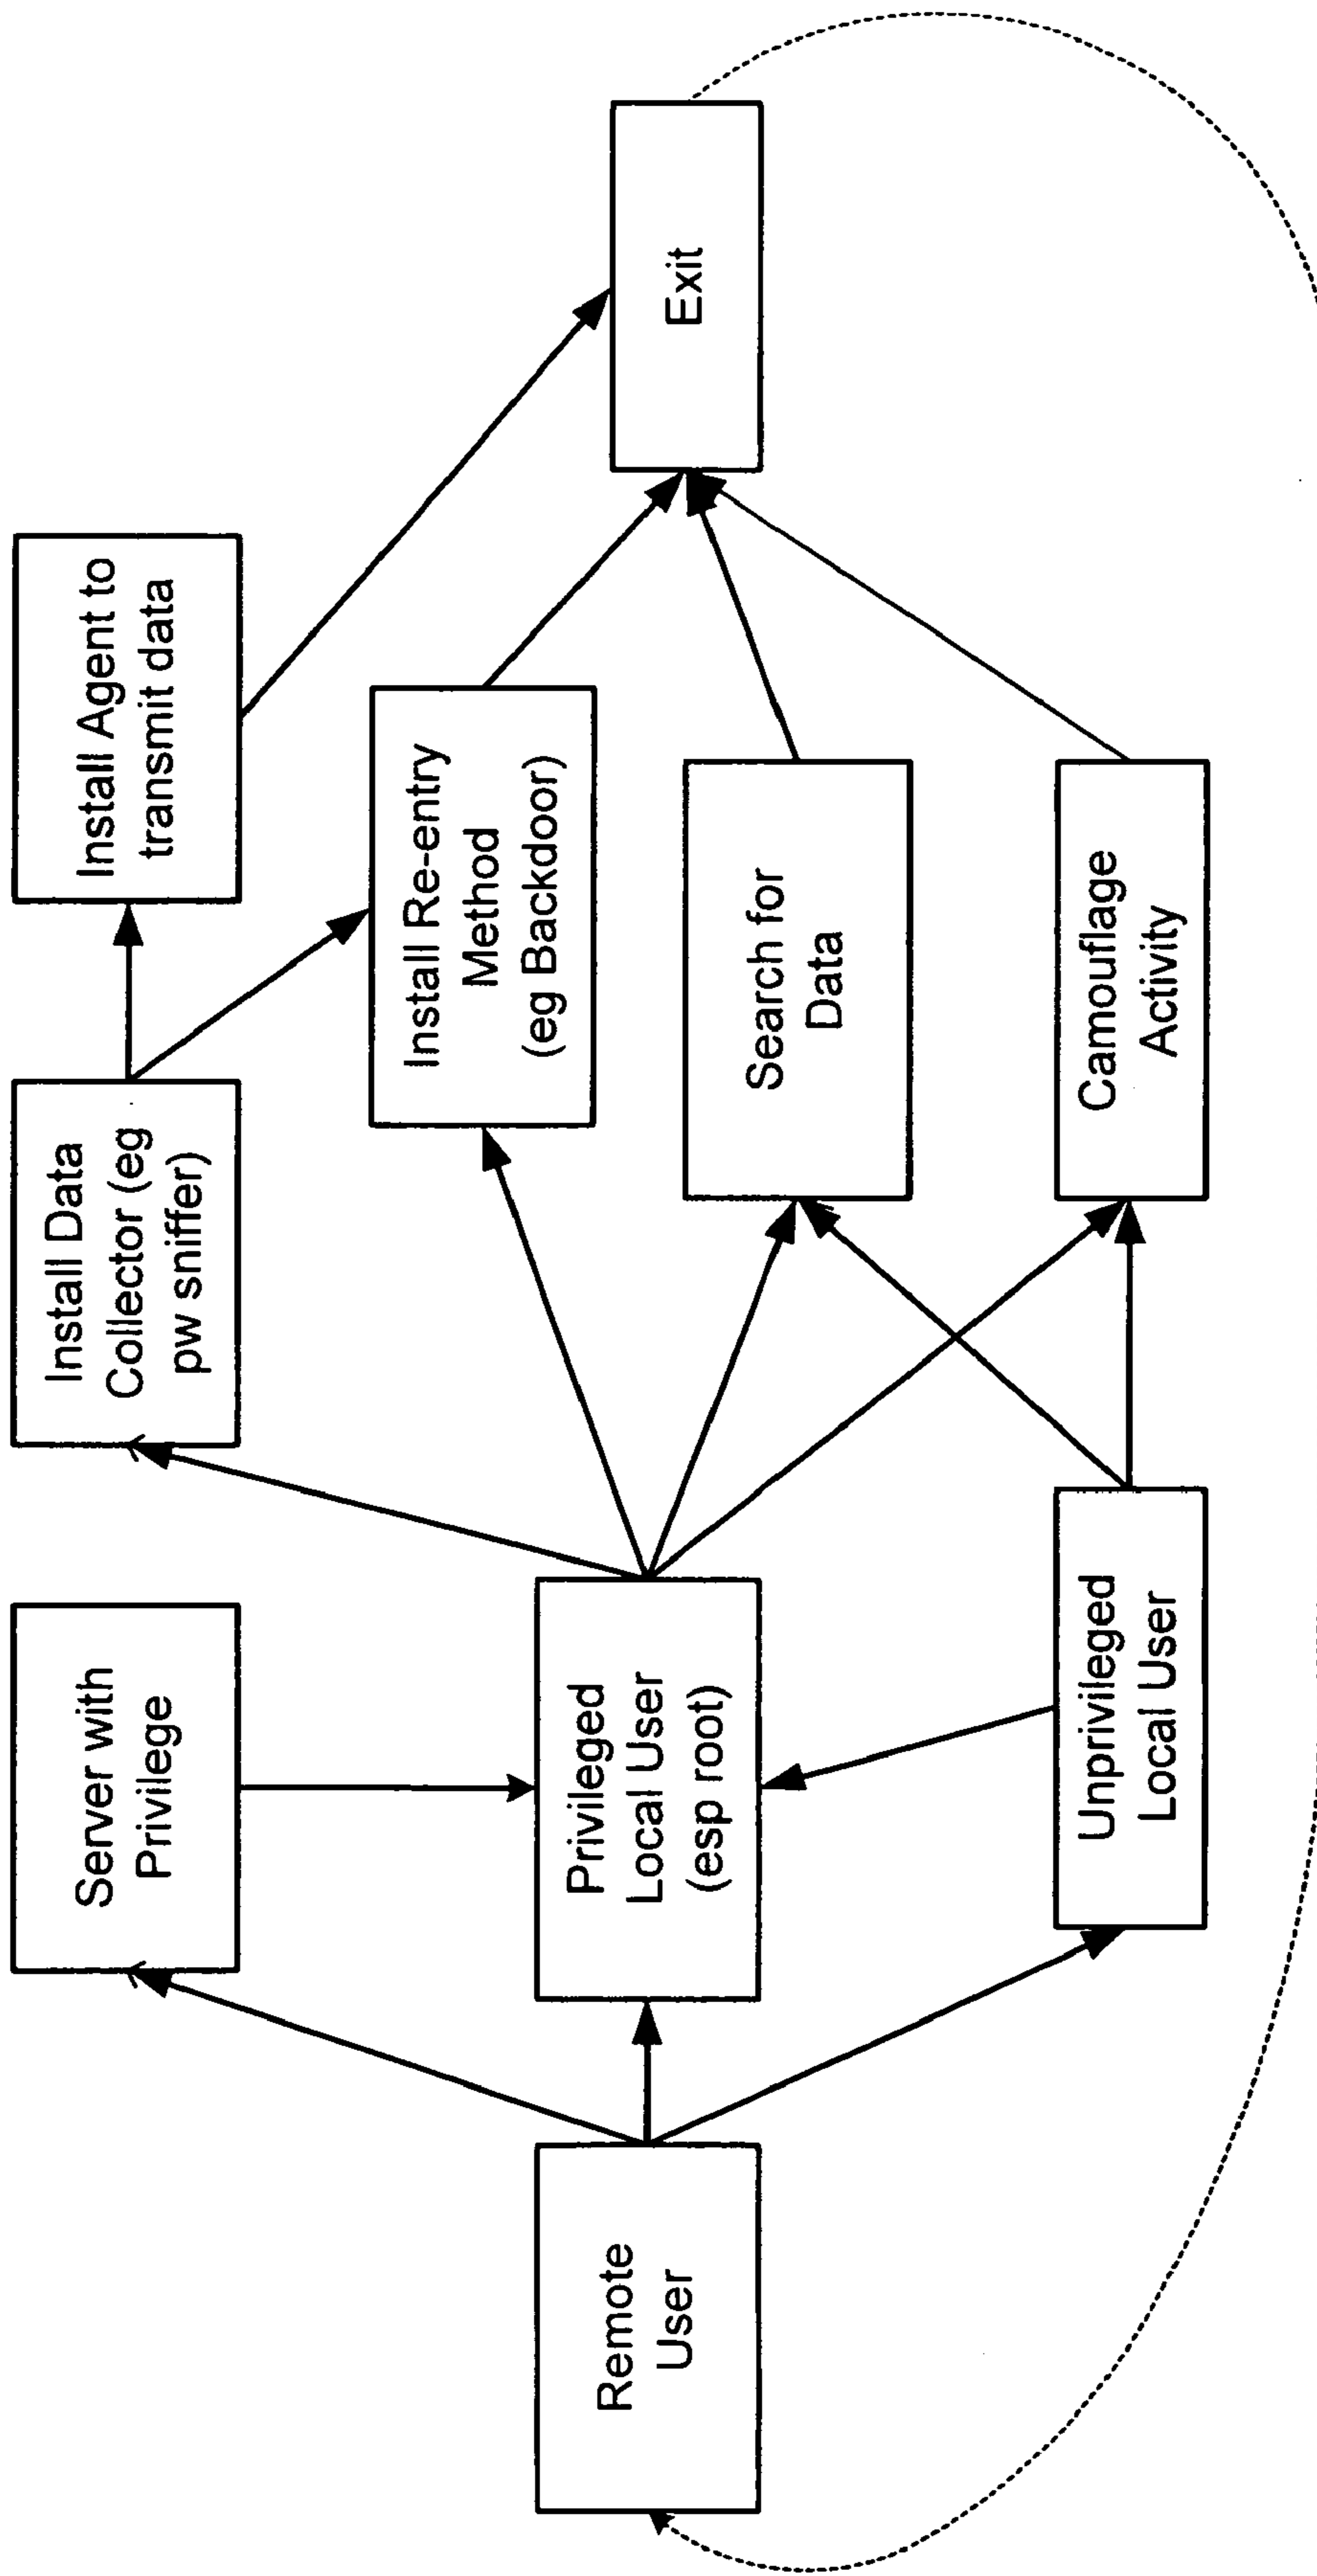 Server with
Privilege
Install Data
Collector (eg
pw sniffer)
Install Agent to
transmit data
Remote
User
Privileged
Local User
(esp root)
Install Re-entry
Method
(eg Backdoor)
Search for
Data
Exit
Unprivileged
Local User
Camouflage
Activity